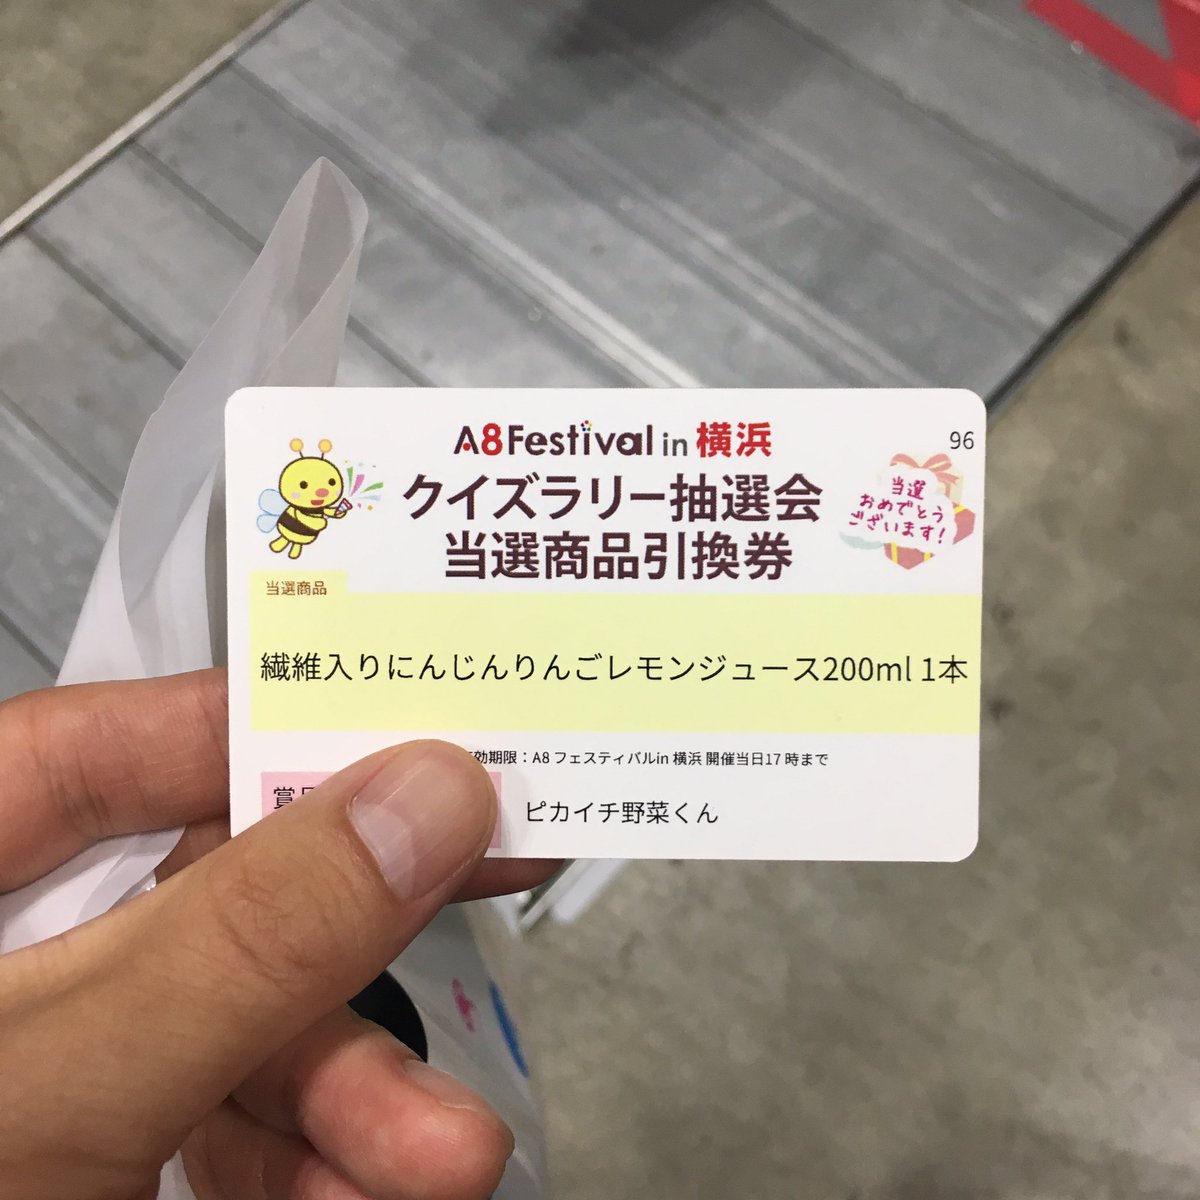 A8Festival in 横浜
96
クイズラリー抽選会
当選商品引換券
当選
おめでとう
ございます!
当選商品
繊維入りにんじんりんごレモンジュース200ml 1本
効期限：A8 フェスティバルin 横浜 開催当日17 時まで
賞
ピカイチ野菜くん